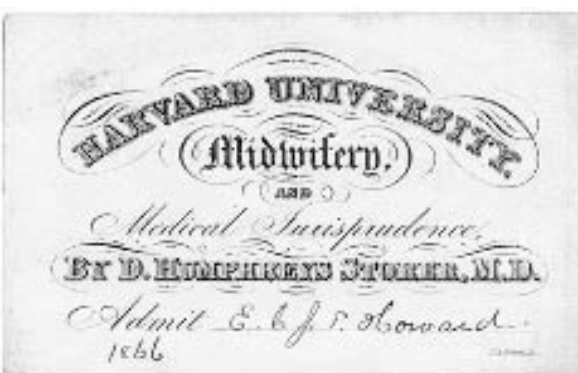 HARVARD UNIVERSITY.
Midwifery,
AND
Medical Jurisprudence,
BY D. HUMPHREYS STORER, M.D.
Admit E. C. J. T. Howard.
1866